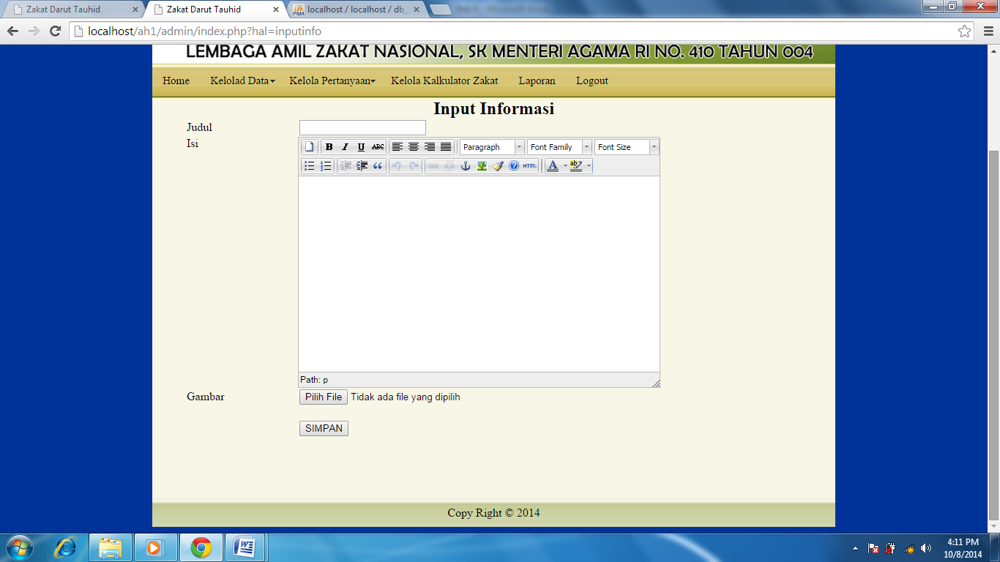 Zakat Darut Tauhid
Zakat Darut Tauhid
localhost / localhost / db_
localhost/ah1/admin/index.php?hal=inputinfo
LEMBAGA AMIL ZAKAT NASIONAL, SK MENTERI AGAMA RI NO. 410 TAHUN 004
Home Kelolad Data Kelola Pertanyaan Kelola Kalkulator Zakat Laporan Logout
Input Informasi
Judul
Isi
B I U ABC Paragraph Font Family Font Size
HTML A ab
Path: p
Gambar Pilih File Tidak ada file yang dipilih
SIMPAN
Copy Right © 2014
4:11 PM
10/8/2014